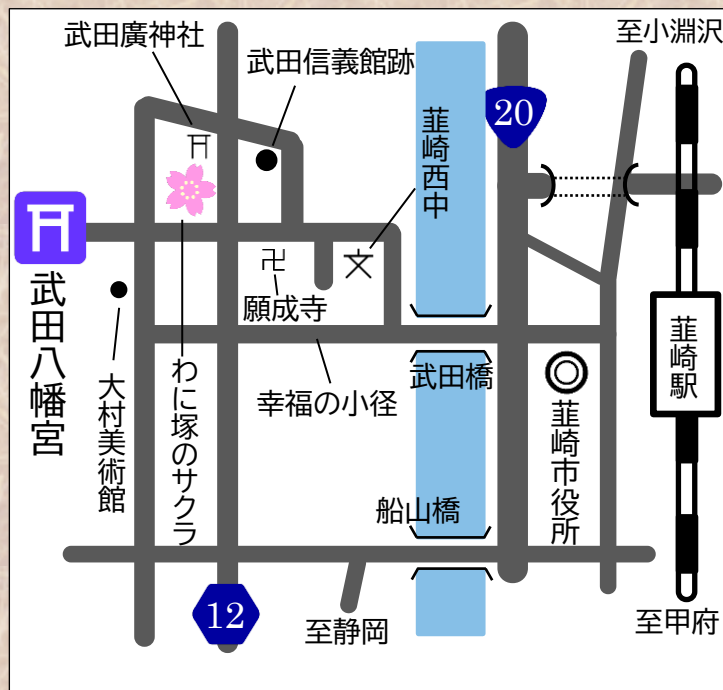 武田廣神社
至小淵沢
武田信義館跡
20
韮崎西中
武田八幡宮
願成寺
韮崎駅
武田橋
大村美術館
わに塚のサクラ
幸福の小径
韮崎市役所
船山橋
12
至静岡
至甲府
卍
文